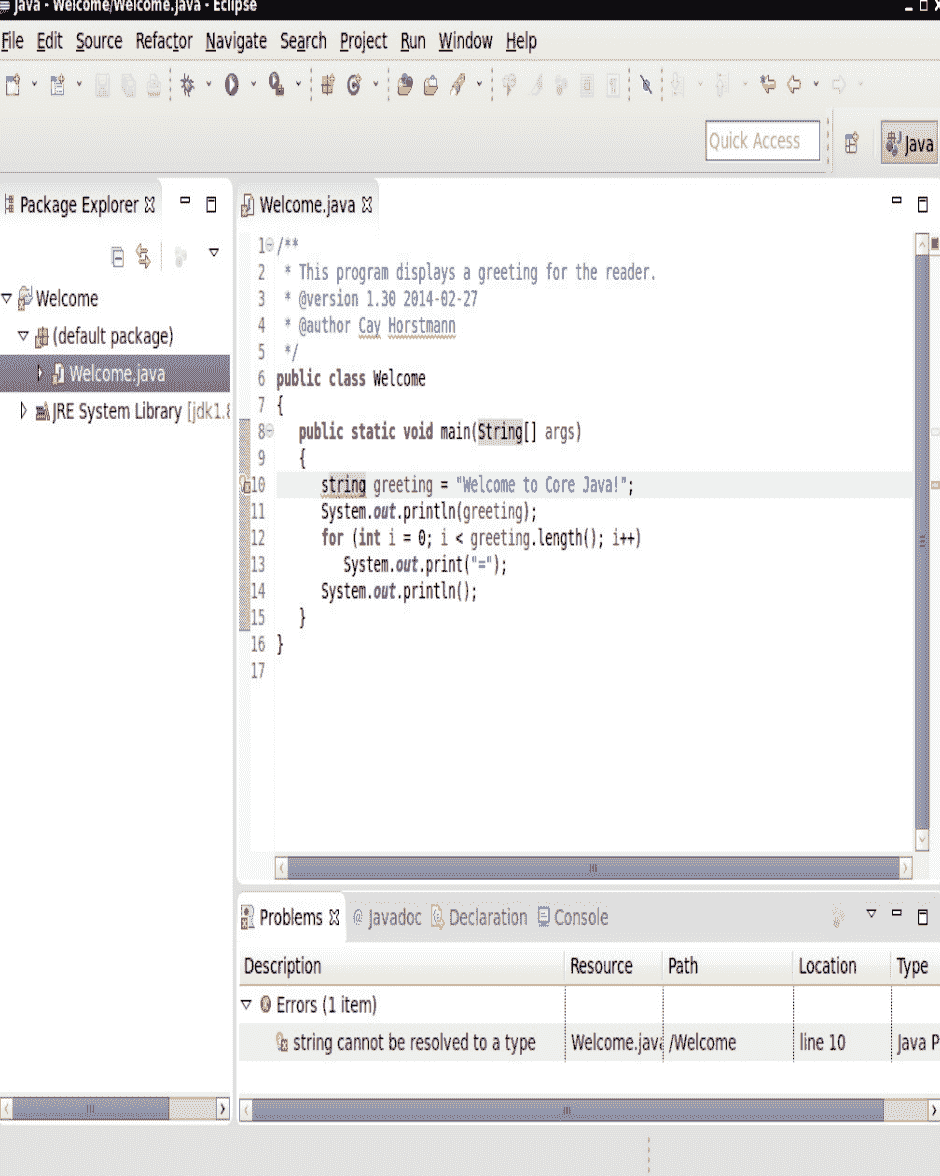 Java - Welcome/Welcome.java - Eclipse
File Edit Source Refactor Navigate Search Project Run Window Help
Quick Access
Java
Package Explorer
Welcome
(default package)
Welcome.java
JRE System Library [jdk1.8
Welcome.java
1 /**
2  * This program displays a greeting for the reader.
3  * @version 1.30 2014-02-27
4  * @author Cay Horstmann
5  */
6 public class Welcome
7 {
8    public static void main(String[] args)
9    {
10       string greeting = "Welcome to Core Java!";
11       System.out.println(greeting);
12       for (int i = 0; i < greeting.length(); i++)
13          System.out.print("=");
14       System.out.println();
15    }
16 }
17
Problems @ Javadoc Declaration Console
Description Resource Path Location Type
Errors (1 item)
string cannot be resolved to a type Welcome.java /Welcome line 10 Java P